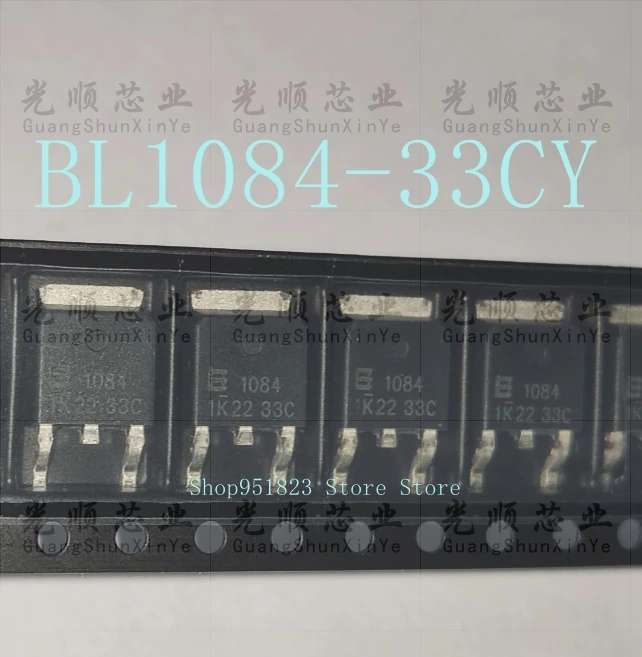 光顺芯业 光顺芯业 光顺芯业
GuangShunXinYe GuangShunXinYe GuangShunXinYe
BL1084-33CY
光顺芯业 光顺芯业 光顺芯业
GuangShunXinYe GuangShunXinYe GuangShunXinYe
1084 1084 1084 1084
1K22 33C 1K22 33C 1K22 33C 1K22 33C
Shop951823 Store Store
光顺芯业 光顺芯业 光顺芯业
GuangShunXinYe GuangShunXinYe GuangShunXinYe